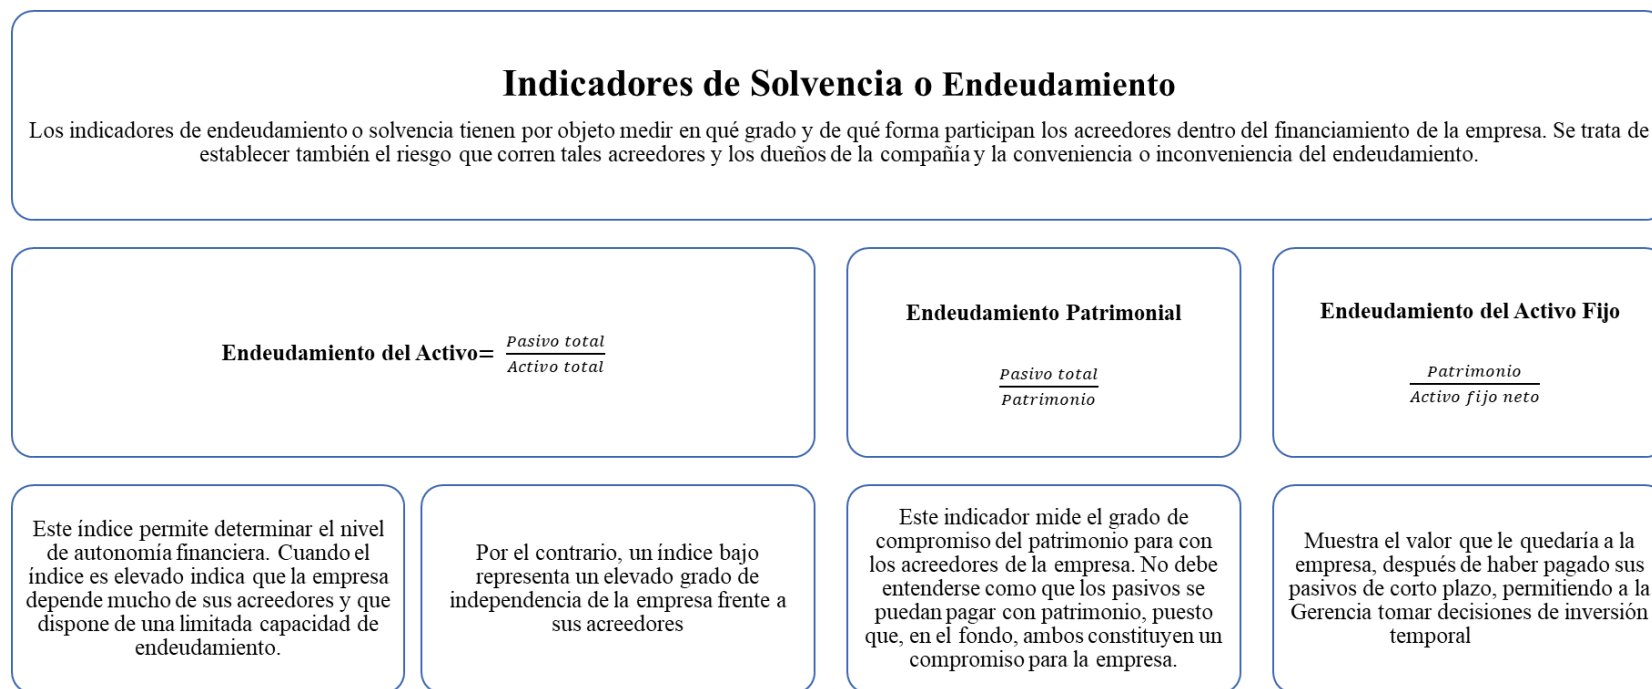 Indicadores de Solvencia o Endeudamiento
Los indicadores de endeudamiento o solvencia tienen por objeto medir en qué grado y de qué forma participan los acreedores dentro del financiamiento de la empresa. Se trata de
establecer también el riesgo que corren tales acreedores y los dueños de la compañía y la conveniencia o inconveniencia del endeudamiento.
Endeudamiento del Activo= Pasivo total
Activo total
Endeudamiento Patrimonial
Pasivo total
Patrimonio
Endeudamiento del Activo Fijo
Patrimonio
Activo fijo neto
Este índice permite determinar el nivel
de autonomía financiera. Cuando el
índice es elevado indica que la empresa
depende mucho de sus acreedores y que
dispone de una limitada capacidad de
endeudamiento.
Por el contrario, un índice bajo
representa un elevado grado de
independencia de la empresa frente a
sus acreedores
Este indicador mide el grado de
compromiso del patrimonio para con
los acreedores de la empresa. No debe
entenderse como que los pasivos se
puedan pagar con patrimonio, puesto
que, en el fondo, ambos constituyen un
compromiso para la empresa.
Muestra el valor que le quedaría a la
empresa, después de haber pagado sus
pasivos de corto plazo, permitiendo a la
Gerencia tomar decisiones de inversión
temporal